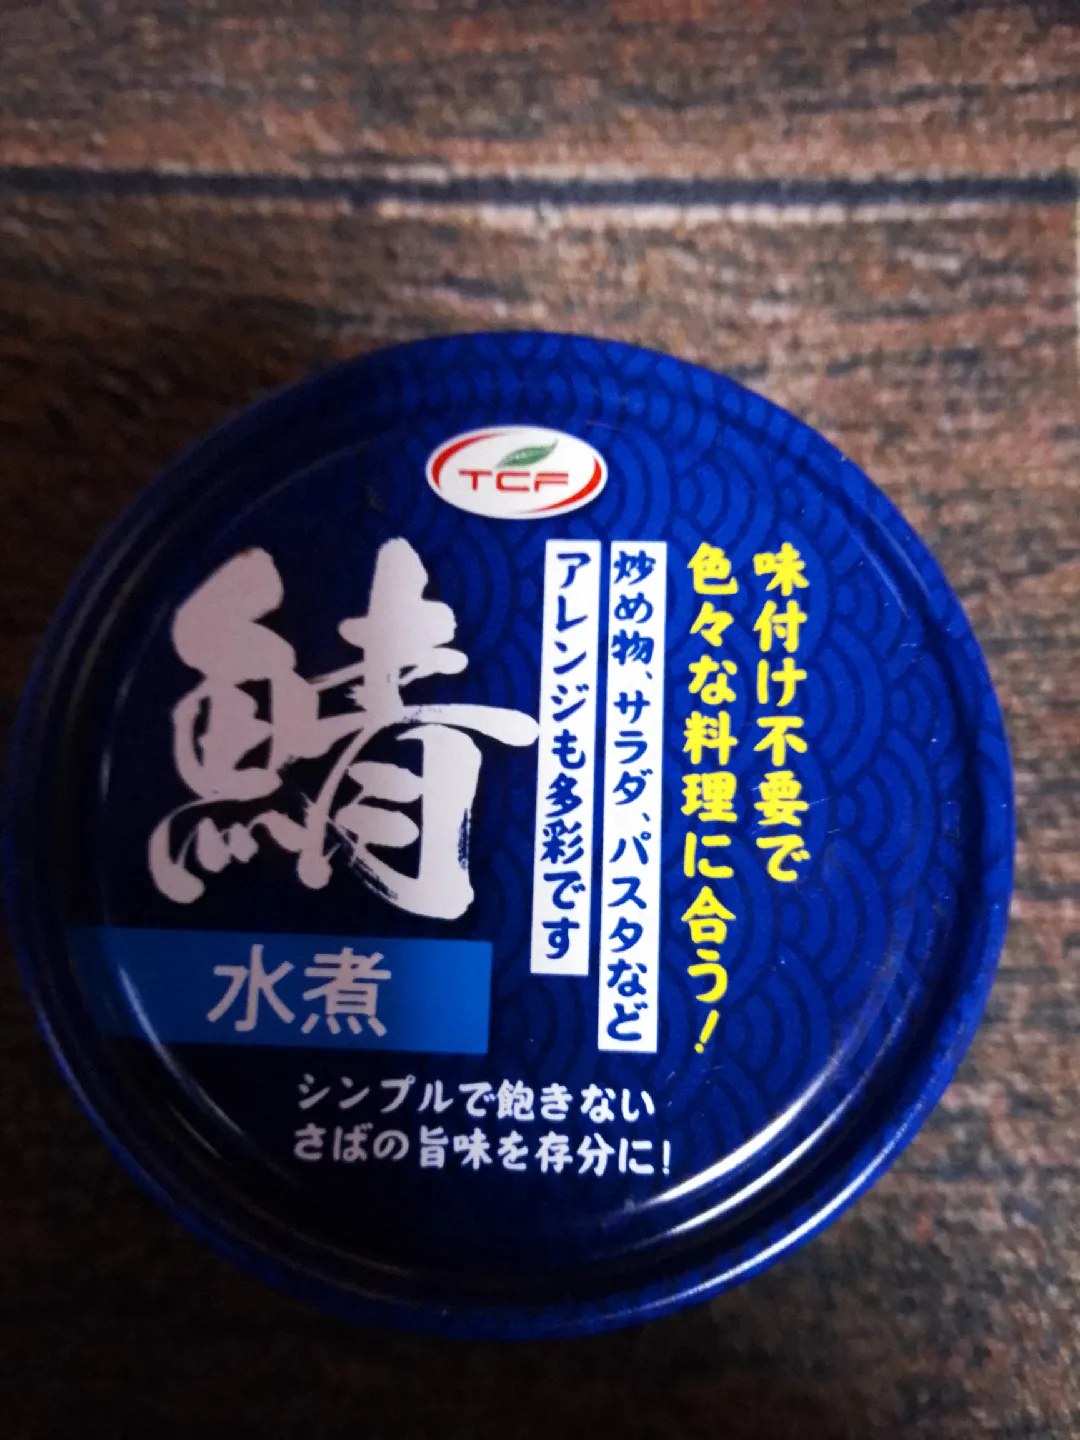 TCF
味付け不要で
色々な料理に合う!
炒め物、サラダ、パスタなど
アレンジも多彩です
鯖
水煮
シンプルで飽きない
さばの旨味を存分に!